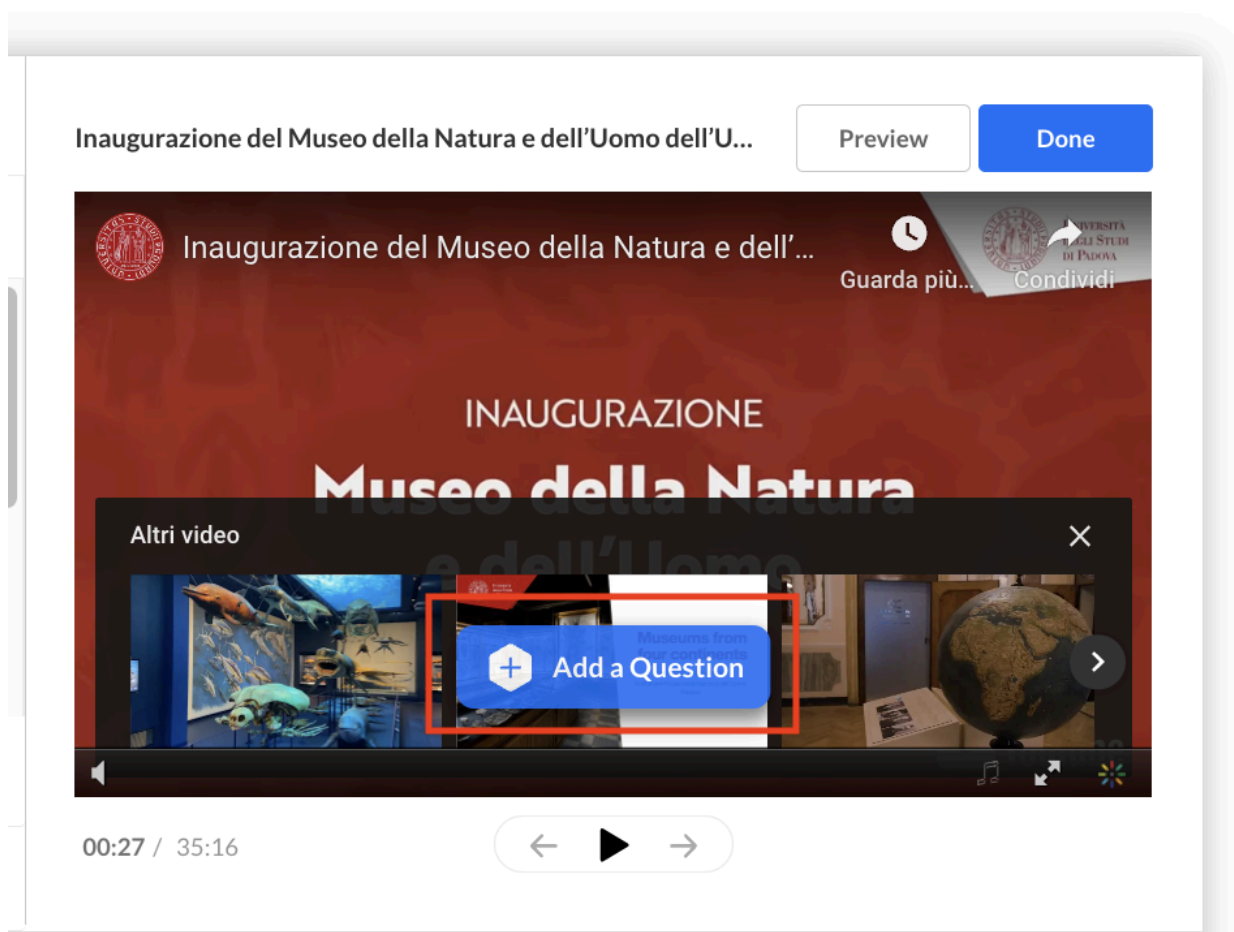 Inaugurazione del Museo della Natura e dell'Uomo dell'U...
Preview
Done
Inaugurazione del Museo della Natura e dell'...
Guarda più...
Condividi
UNIVERSITÀ
DEGLI STUDI
DI PADOVA
INAUGURAZIONE
Museo della Natura
e dell'Uomo
Altri video
Museums from
four continents
Add a Question
00:27 / 35:16